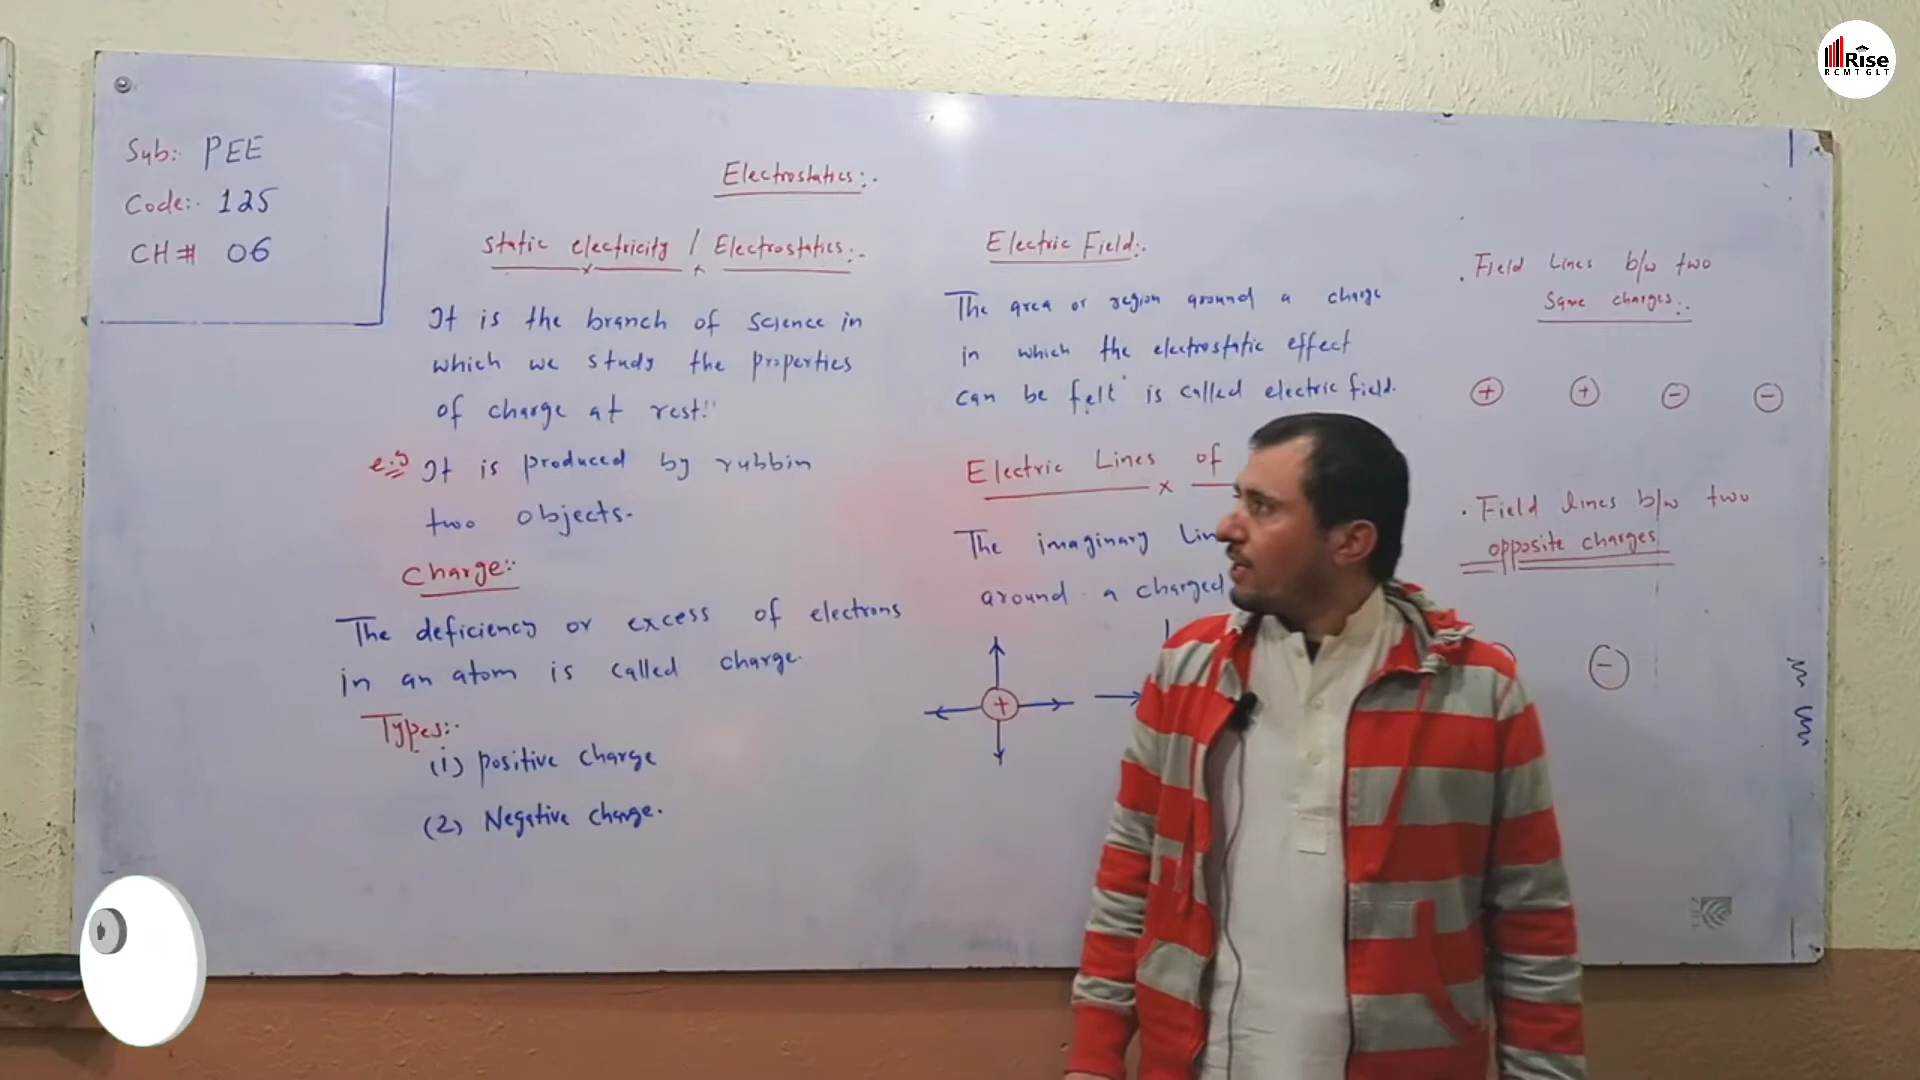 Sub: PEE
Code:- 125
CH# 06
Electrostatics:-
Static electricity / Electrostatics:-
It is the branch of science in
which we study the properties
of charge at rest."
e.g It is produced by rubbin
two objects.
Charge:-
The deficiency or excess of electrons
in an atom is called charge.
Types:-
(1) positive charge
(2) Negative charge.
Electric Field:-
The area or region around a charge
in which the electrostatic effect
can be felt is called electric field.
Electric Lines of
The imaginary Lin
around a charged
+
. Field Lines b/w two
Same charges:-
+ + - -
. Field lines b/w two
opposite charges
-
Rise
RCMTGLT